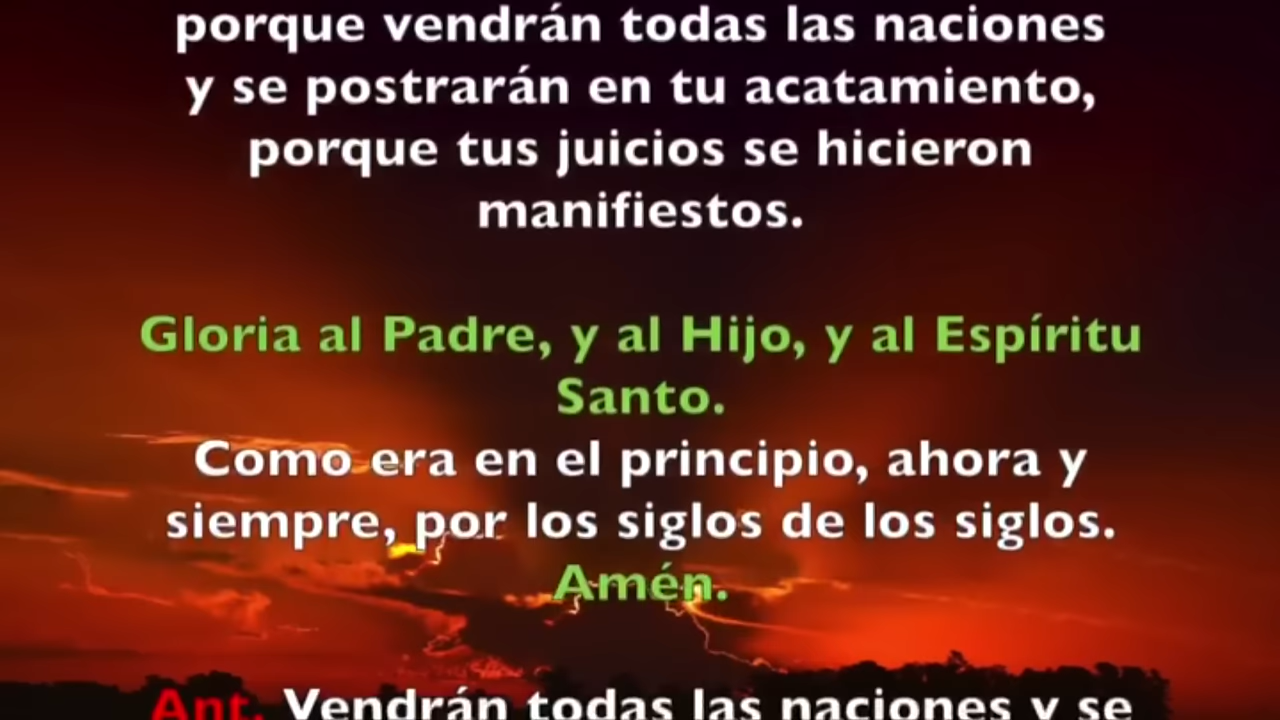 porque vendrán todas las naciones
y se postrarán en tu acatamiento,
porque tus juicios se hicieron
manifiestos.
Gloria al Padre, y al Hijo, y al Espíritu
Santo.
Como era en el principio, ahora y
siempre, por los siglos de los siglos.
Amén.
Ant. Vendrán todas las naciones y se